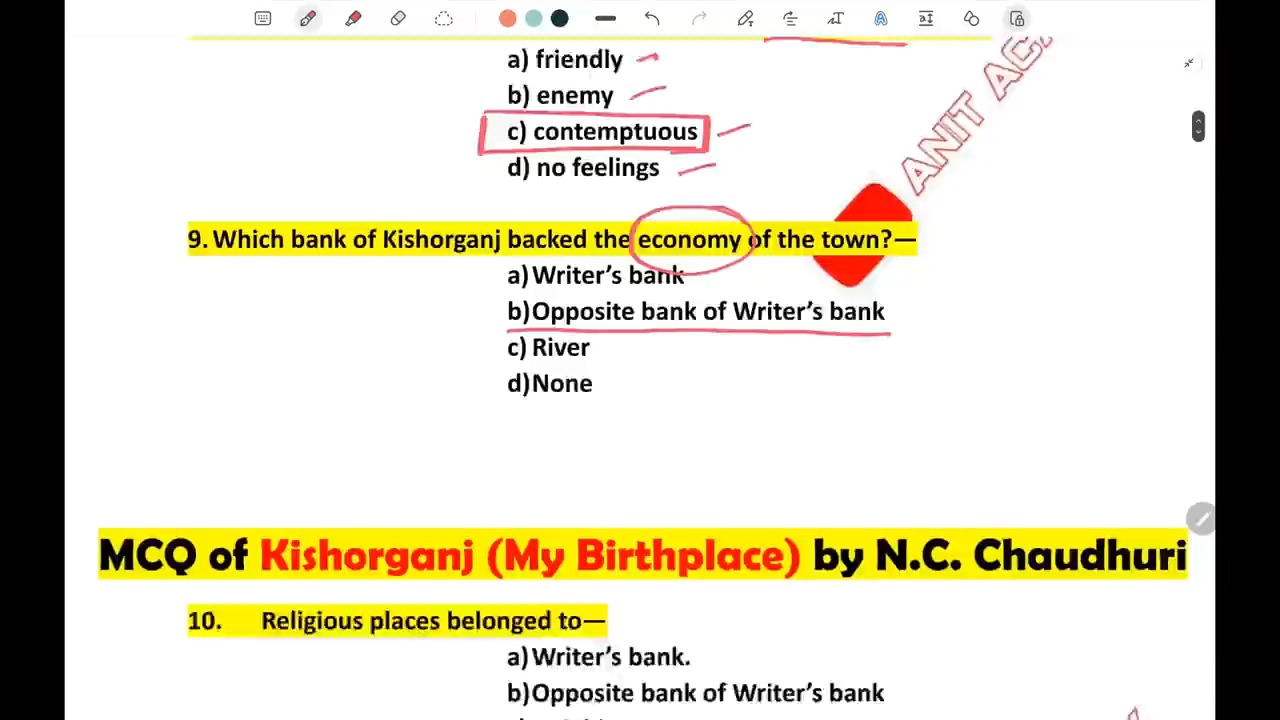 a) friendly
b) enemy
c) contemptuous
d) no feelings
ANIT
9. Which bank of Kishorganj backed the economy of the town?—
a) Writer’s bank
b) Opposite bank of Writer’s bank
c) River
d) None
MCQ of Kishorganj (My Birthplace) by N.C. Chaudhuri
10. Religious places belonged to—
a) Writer’s bank.
b) Opposite bank of Writer’s bank